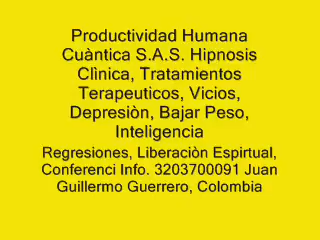 Productividad Humana
Cuàntica S.A.S. Hipnosis
Clìnica, Tratamientos
Terapeuticos, Vicios,
Depresiòn, Bajar Peso,
Inteligencia
Regresiones, Liberaciòn Espirtual,
Conferenci Info. 3203700091 Juan
Guillermo Guerrero, Colombia